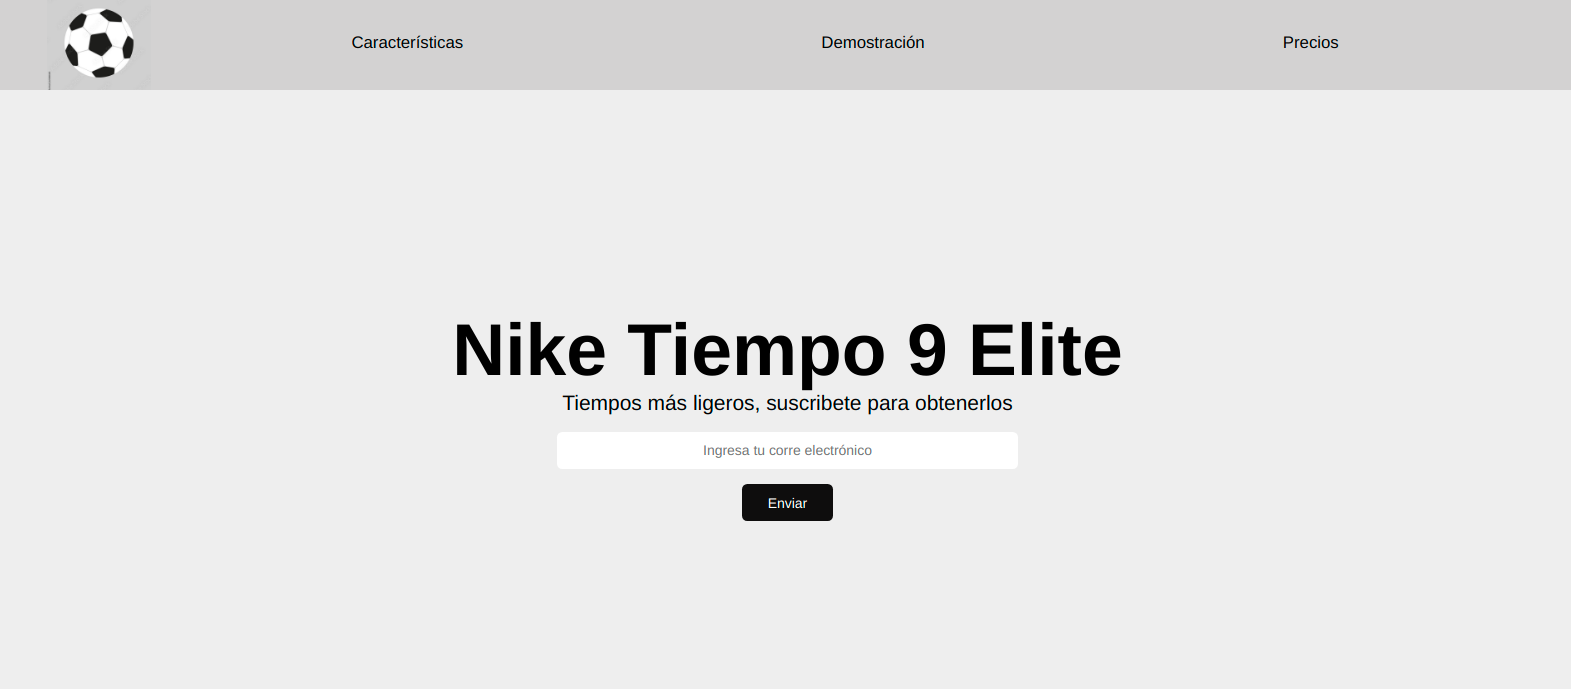 Características
Demostración
Precios
Nike Tiempo 9 Elite
Tiempos más ligeros, suscribete para obtenerlos
Ingresa tu corre electrónico
Enviar